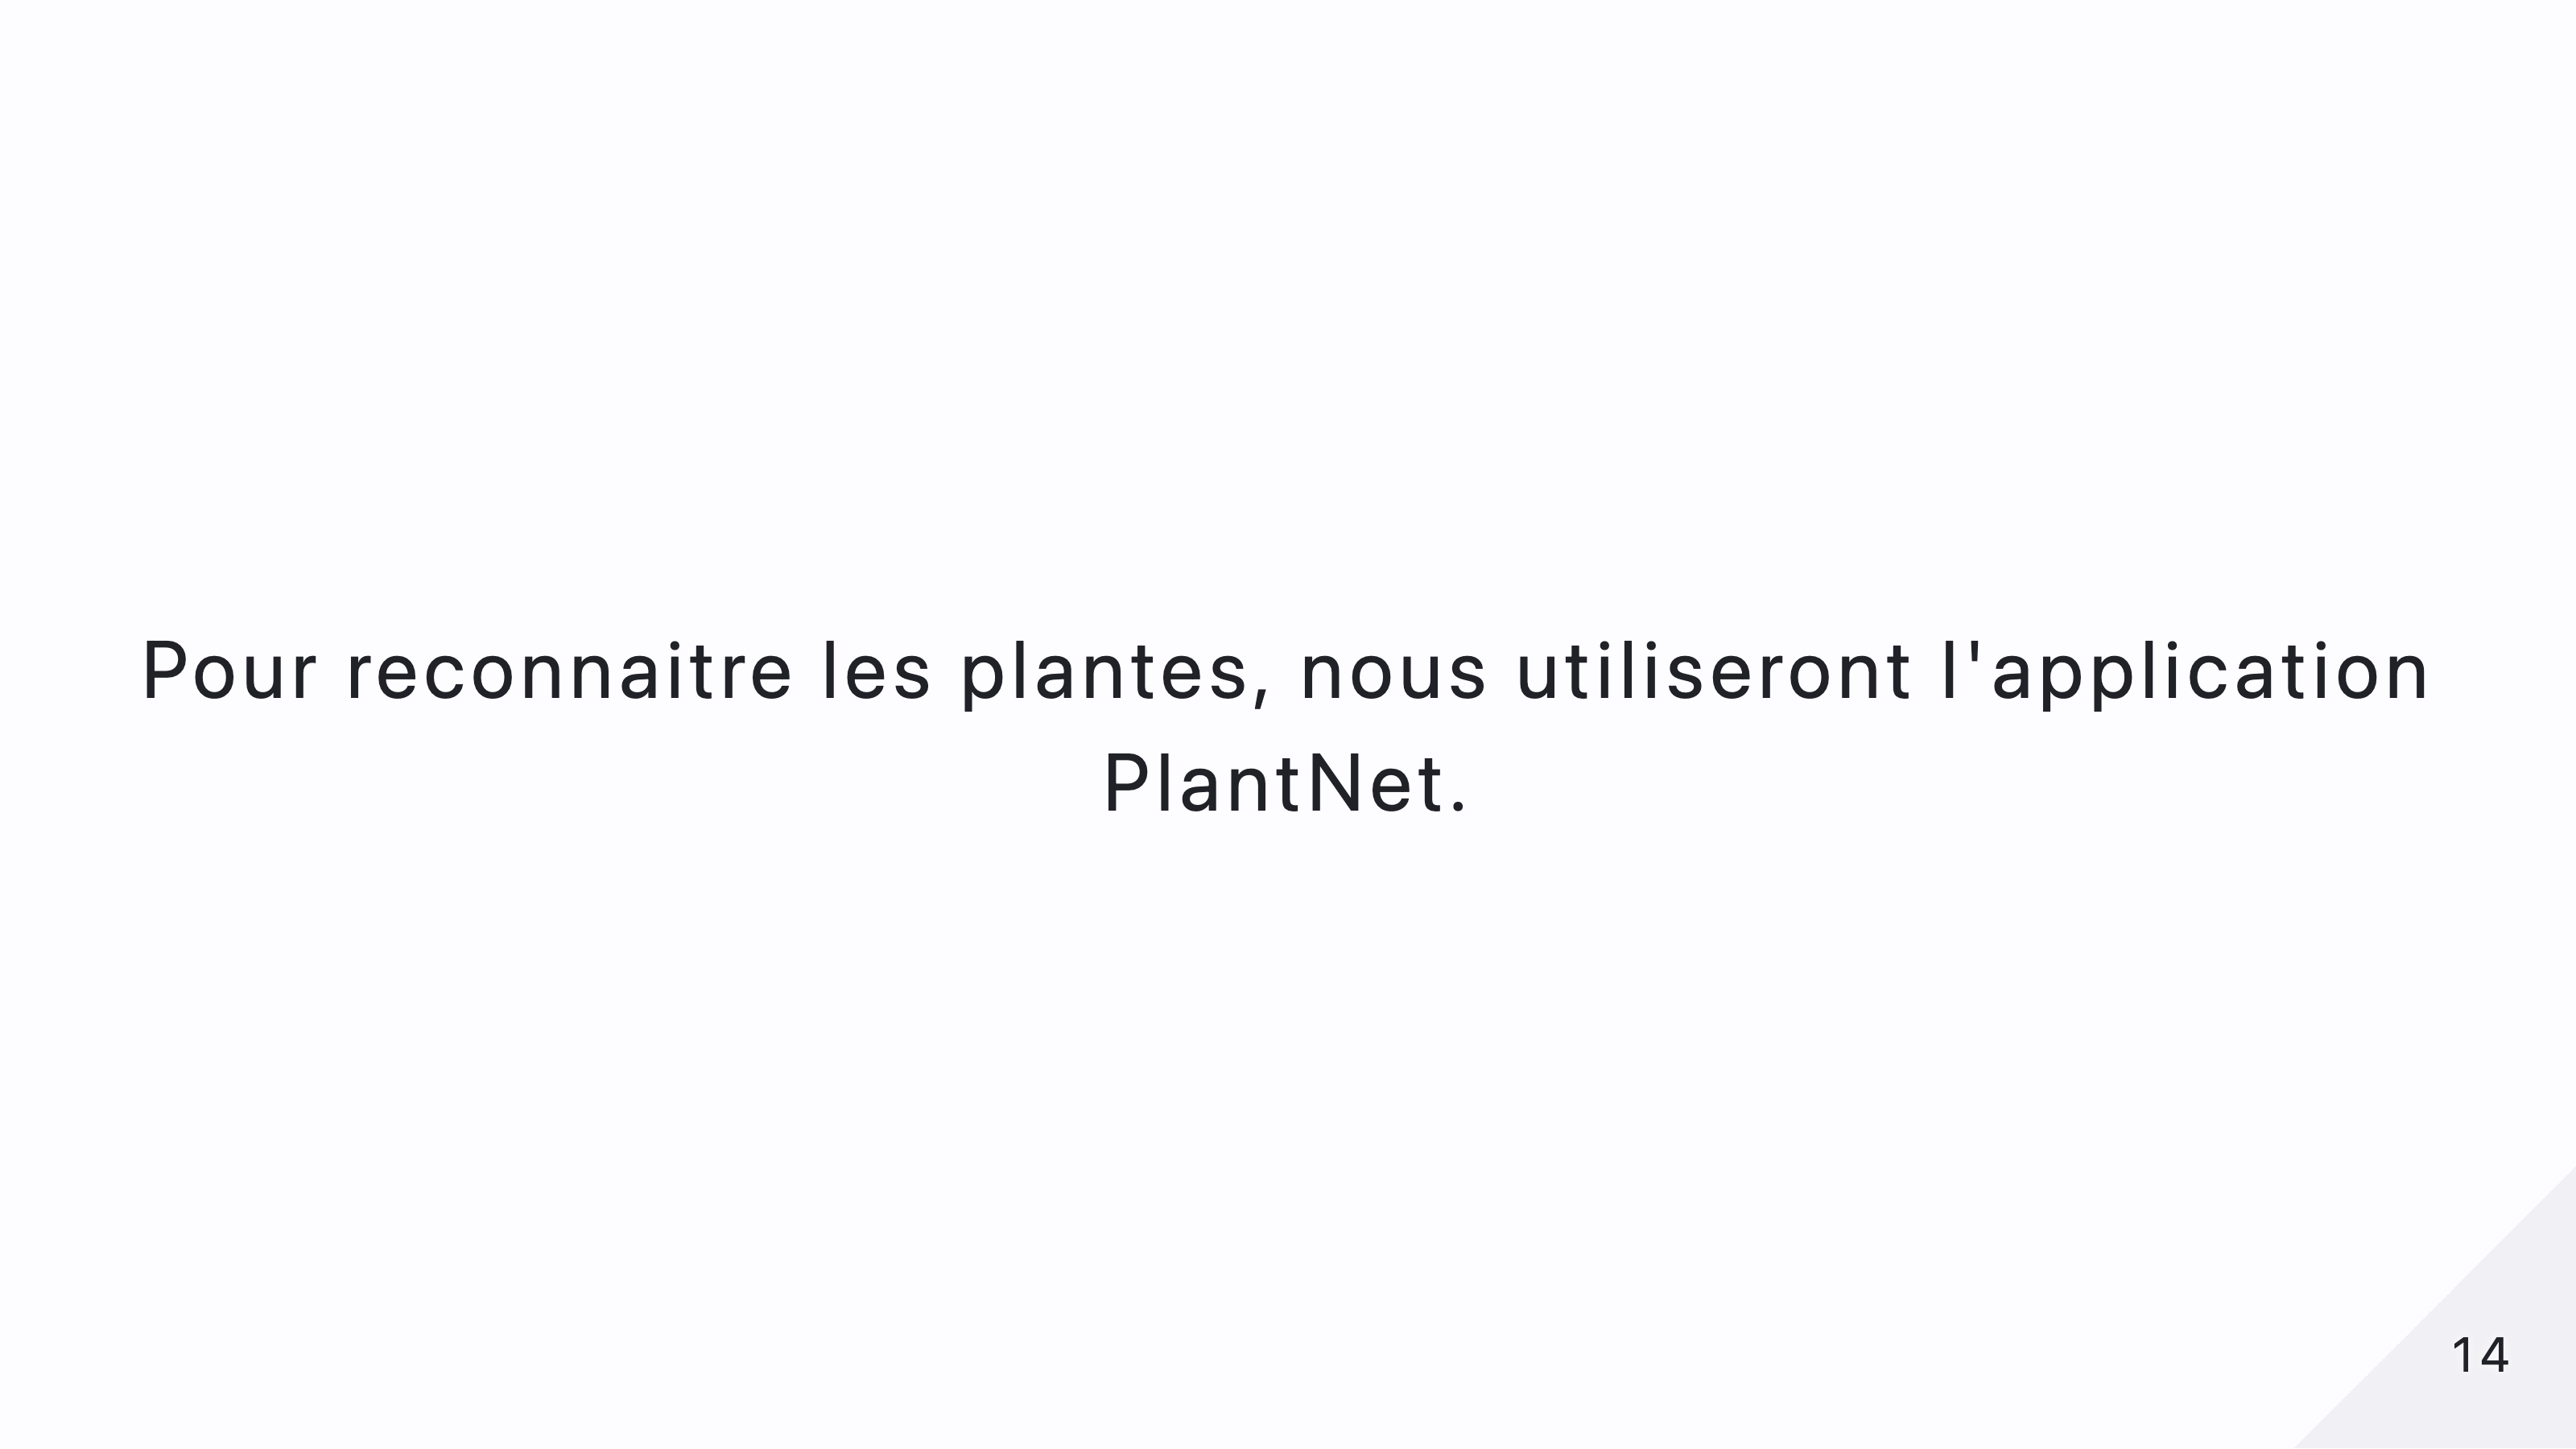 Pour reconnaitre les plantes, nous utiliseront l'application
PlantNet.
14